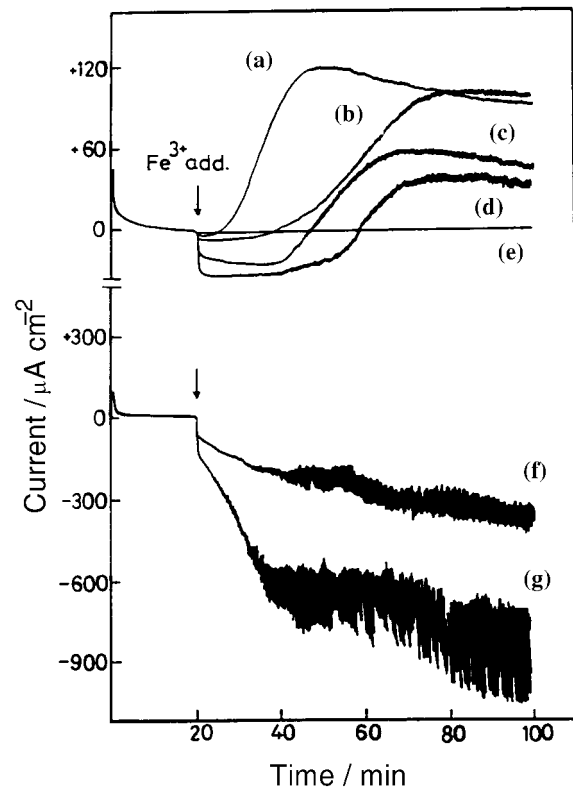 +120
+60
0
(a)
(b)
(c)
(d)
(e)
Fe3+ add.
+300
0
-300
-600
-900
(f)
(g)
Current / μA cm-2
0 20 40 60 80 100
Time / min